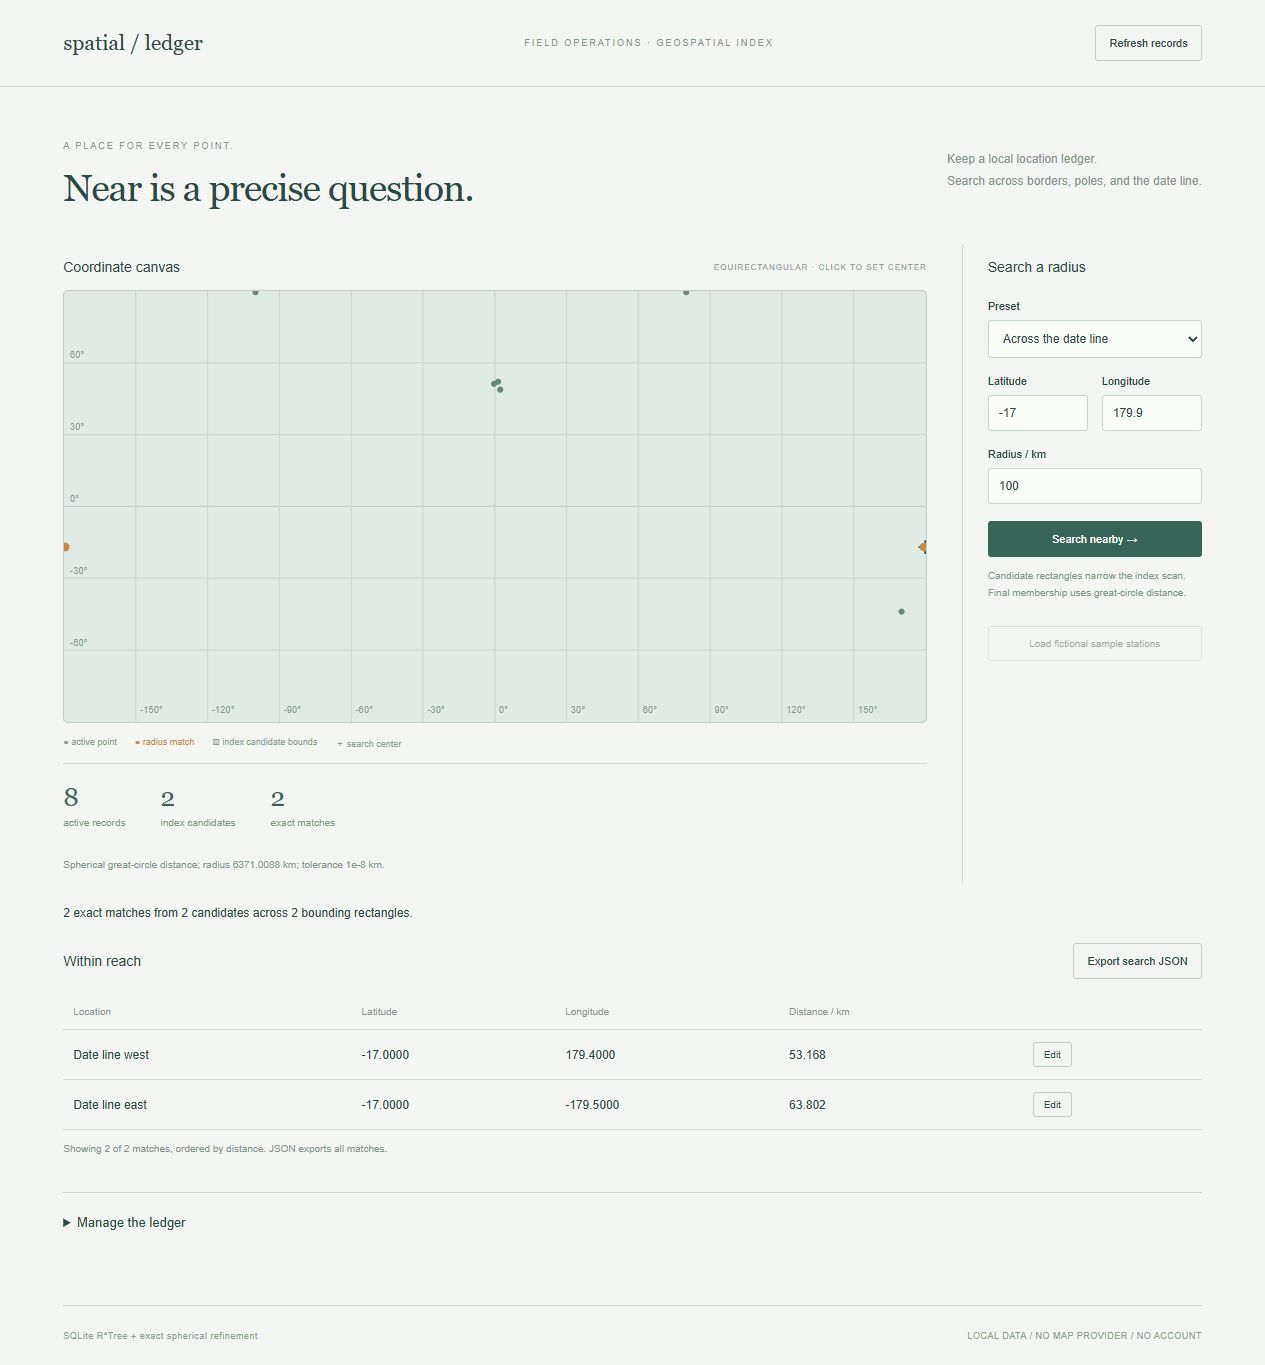 spatial / ledger
FIELD OPERATIONS · GEOSPATIAL INDEX
Refresh records
A PLACE FOR EVERY POINT.
Near is a precise question.
Keep a local location ledger.
Search across borders, poles, and the date line.
Coordinate canvas
EQUIRECTANGULAR · CLICK TO SET CENTER
60°
30°
0°
-30°
-60°
-150°
-120°
-90°
-60°
-30°
0°
30°
60°
90°
120°
150°
active point
radius match
index candidate bounds
+ search center
8
active records
2
index candidates
2
exact matches
Spherical great-circle distance; radius 6371.0088 km; tolerance 1e-8 km.
Search a radius
Preset
Across the date line
Latitude
Longitude
-17
179.9
Radius / km
100
Search nearby →
Candidate rectangles narrow the index scan.
Final membership uses great-circle distance.
Load fictional sample stations
2 exact matches from 2 candidates across 2 bounding rectangles.
Within reach
Export search JSON
Location Latitude Longitude Distance / km
Date line west -17.0000 179.4000 53.168 Edit
Date line east -17.0000 -179.5000 63.802 Edit
Showing 2 of 2 matches, ordered by distance. JSON exports all matches.
▶ Manage the ledger
SQLite R*Tree + exact spherical refinement
LOCAL DATA / NO MAP PROVIDER / NO ACCOUNT